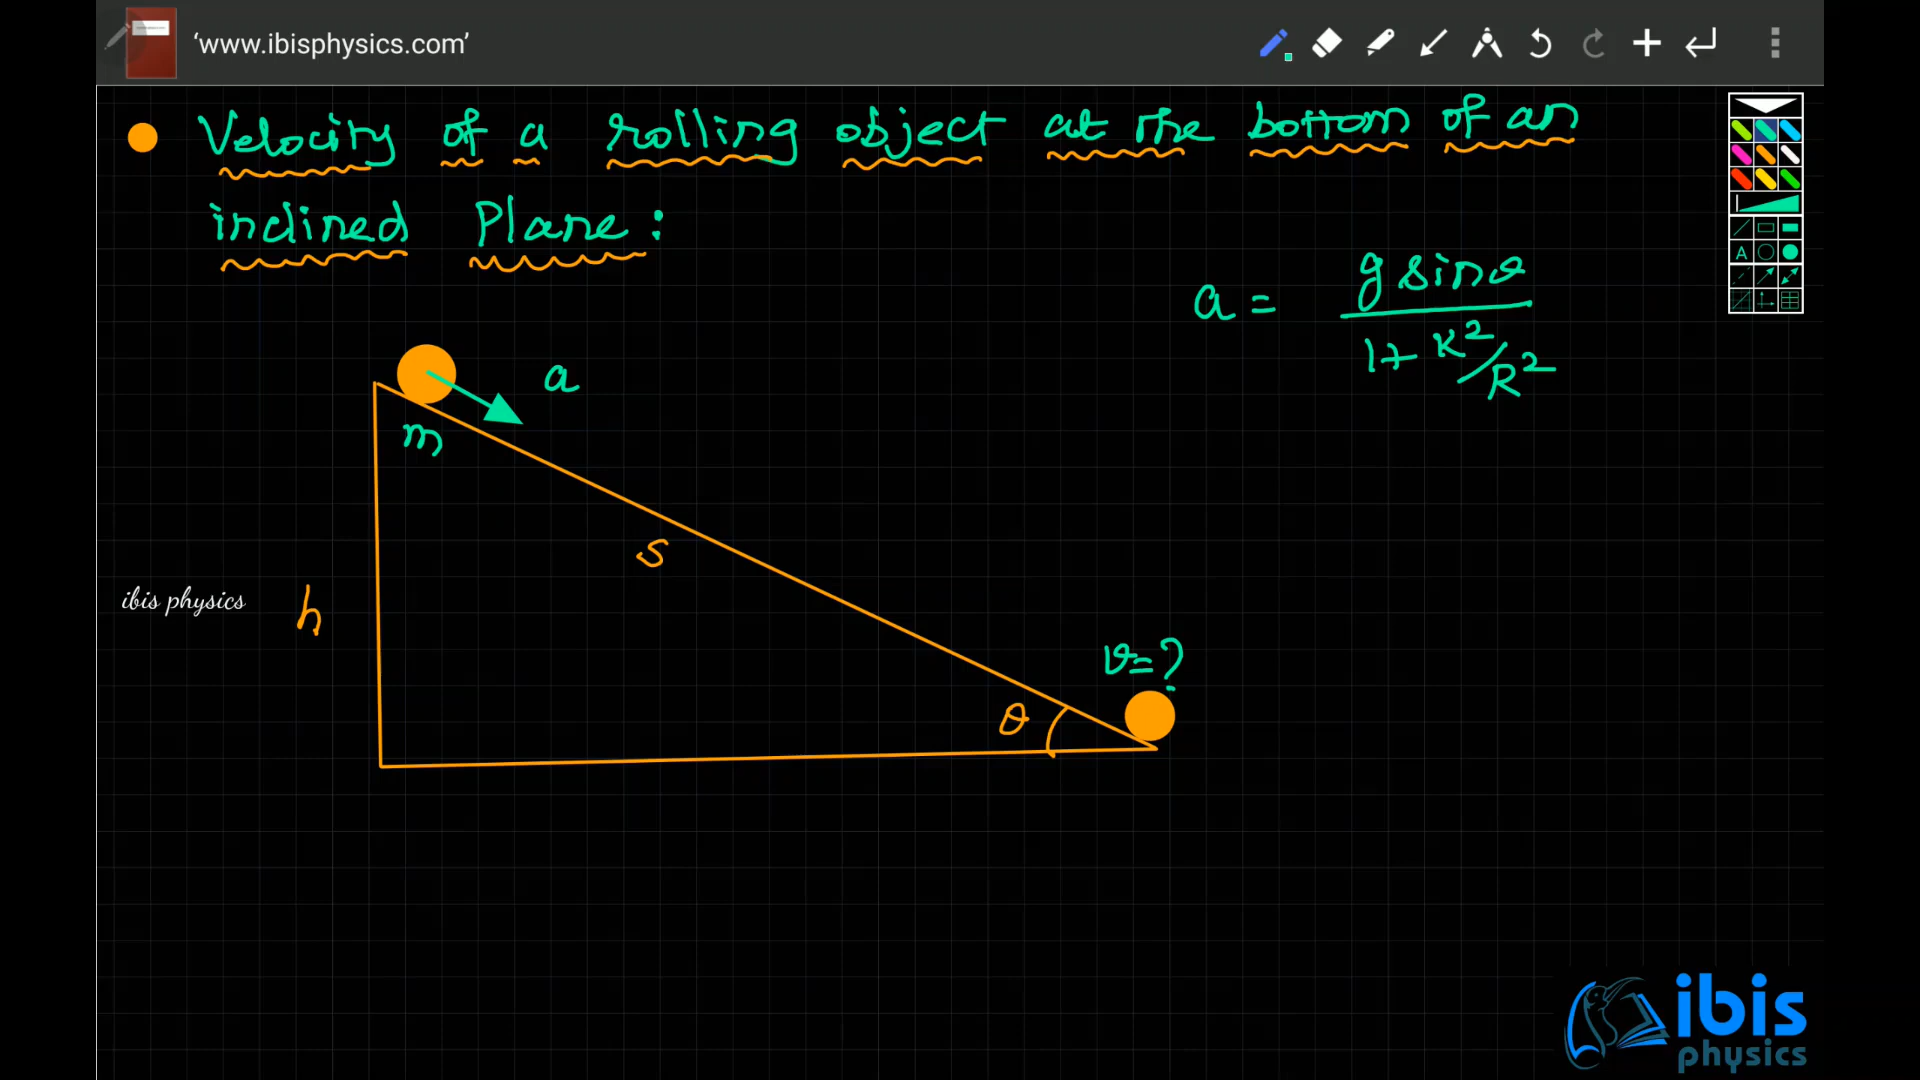 ‘www.ibisphysics.com’
Velocity of a rolling object at the bottom of an
inclined Plane:
a = g sinθ / 1+ K²/R²
a
m
s
ibis physics
h
v=?
θ
A
ibis
physics